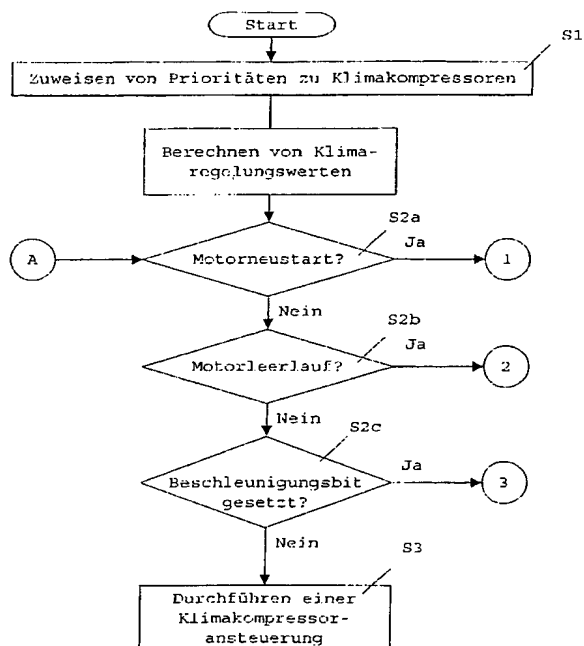 Start
S1
Zuweisen von Prioritäten zu Klimakompressoren
Berechnen von Klima-
regelungswerten
S2a
A
Motorneustart?
Ja
1
Nein
S2b
Motorleerlauf?
Ja
2
Nein
S2c
Beschleunigungsbit
gesetzt?
Ja
3
Nein
S3
Durchführen einer
Klimakompressor-
ansteuerung